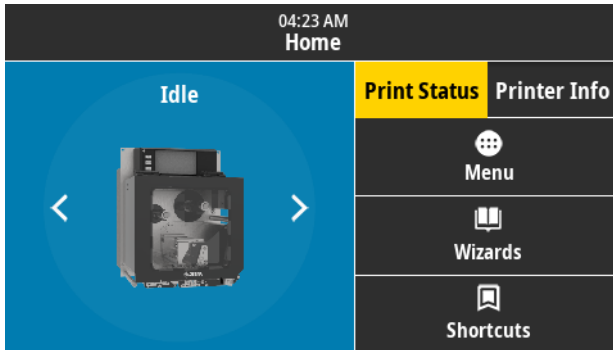 04:23 AM
Home
Idle
Print Status
Printer Info
Menu
Wizards
Shortcuts